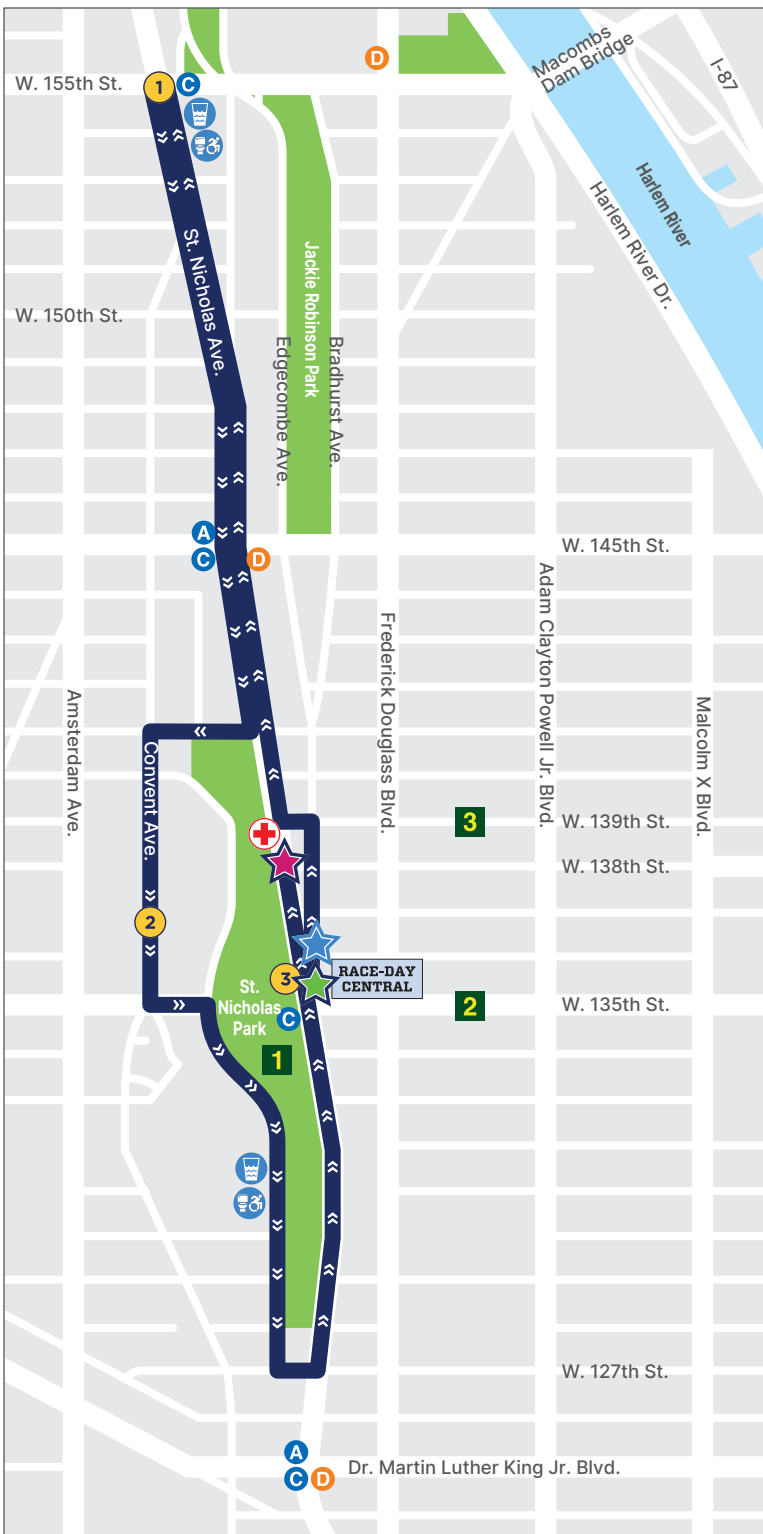 D
Macombs
Dam Bridge
I-87
W. 155th St.
1
C
Harlem River
Harlem River Dr.
St. Nicholas Ave.
Jackie Robinson Park
W. 150th St.
Edgecombe Ave.
Bradhurst Ave.
A
C
D
W. 145th St.
Adam Clayton Powell Jr. Blvd.
Frederick Douglass Blvd.
Malcolm X Blvd.
Amsterdam Ave.
Convent Ave.
3
W. 139th St.
W. 138th St.
2
3
RACE-DAY
CENTRAL
St.
Nicholas
Park
C
2
W. 135th St.
1
W. 127th St.
A
C
D
Dr. Martin Luther King Jr. Blvd.